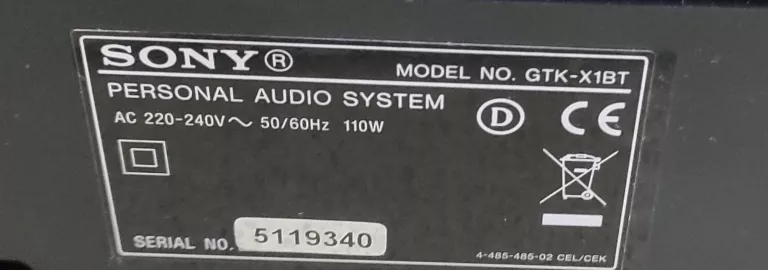 SONY®
MODEL NO. GTK-X1BT
PERSONAL AUDIO SYSTEM
AC 220-240V~ 50/60Hz 110W
D
CE
SERIAL NO. 5119340
4-485-485-02 CEL/CEK